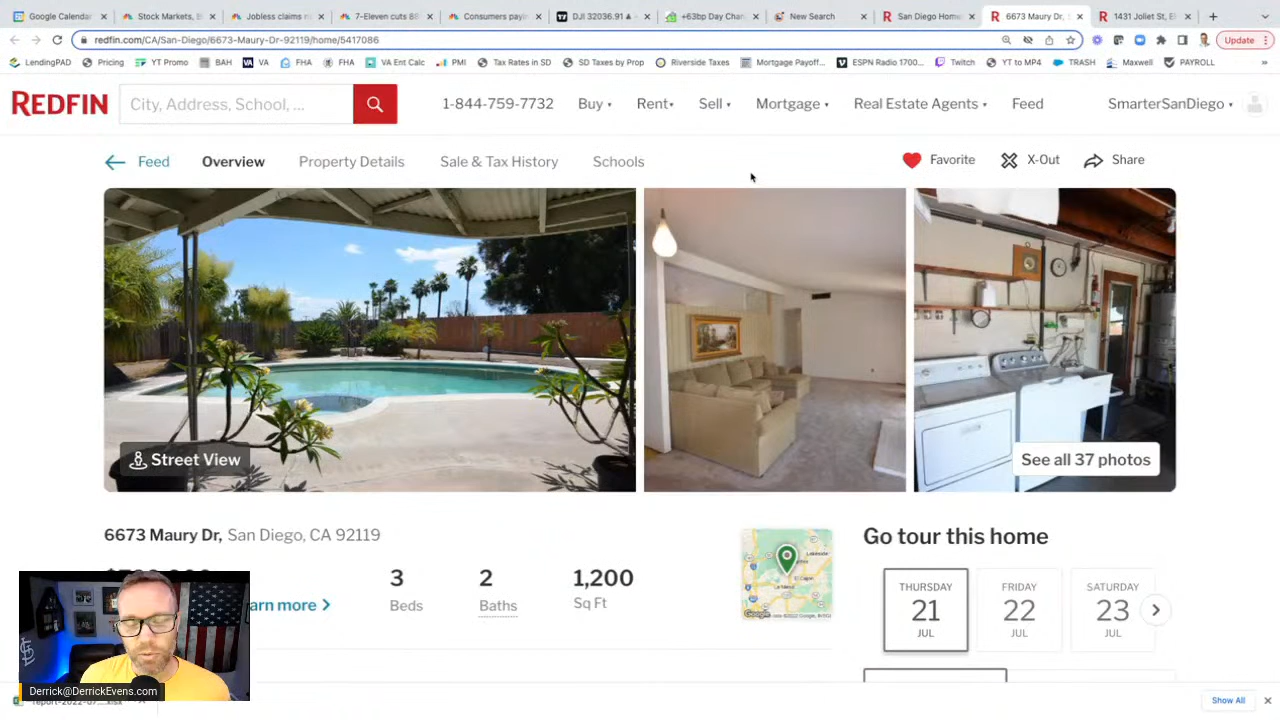 Google Calendar
Stock Markets, B
Jobless claims ri
7-Eleven cuts 88
Consumers payin
DJI 32036.91
+63bp Day Chan
New Search
San Diego Home
6673 Maury Dr, S
1431 Joliet St, El
redfin.com/CA/San-Diego/6673-Maury-Dr-92119/home/5417086
Update
LendingPAD
Pricing
YT Promo
BAH
VA
FHA
FHA
VA Ent Calc
PMI
Tax Rates in SD
SD Taxes by Prop
Riverside Taxes
Mortgage Payoff...
ESPN Radio 1700...
Twitch
YT to MP4
TRASH
Maxwell
PAYROLL
REDFIN
City, Address, School, ...
1-844-759-7732
Buy
Rent
Sell
Mortgage
Real Estate Agents
Feed
SmarterSanDiego
Feed
Overview
Property Details
Sale & Tax History
Schools
Favorite
X-Out
Share
Street View
See all 37 photos
6673 Maury Dr, San Diego, CA 92119
3
Beds
2
Baths
1,200
Sq Ft
arn more
Google
Go tour this home
THURSDAY
21
JUL
FRIDAY
22
JUL
SATURDAY
23
JUL
Derrick@DerrickEvens.com
Show All